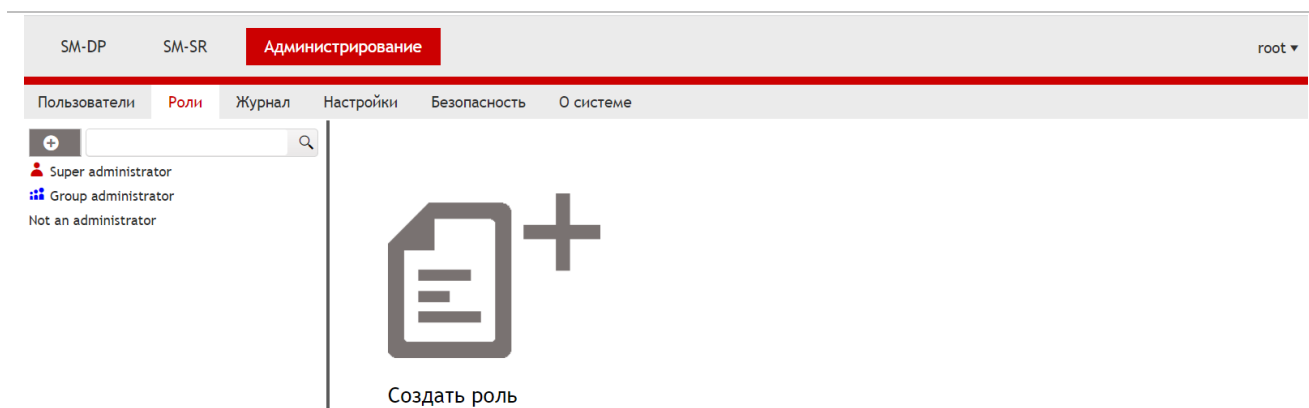 SM-DP SM-SR Администрирование root
Пользователи Роли Журнал Настройки Безопасность О системе
Super administrator
Group administrator
Not an administrator
Создать роль